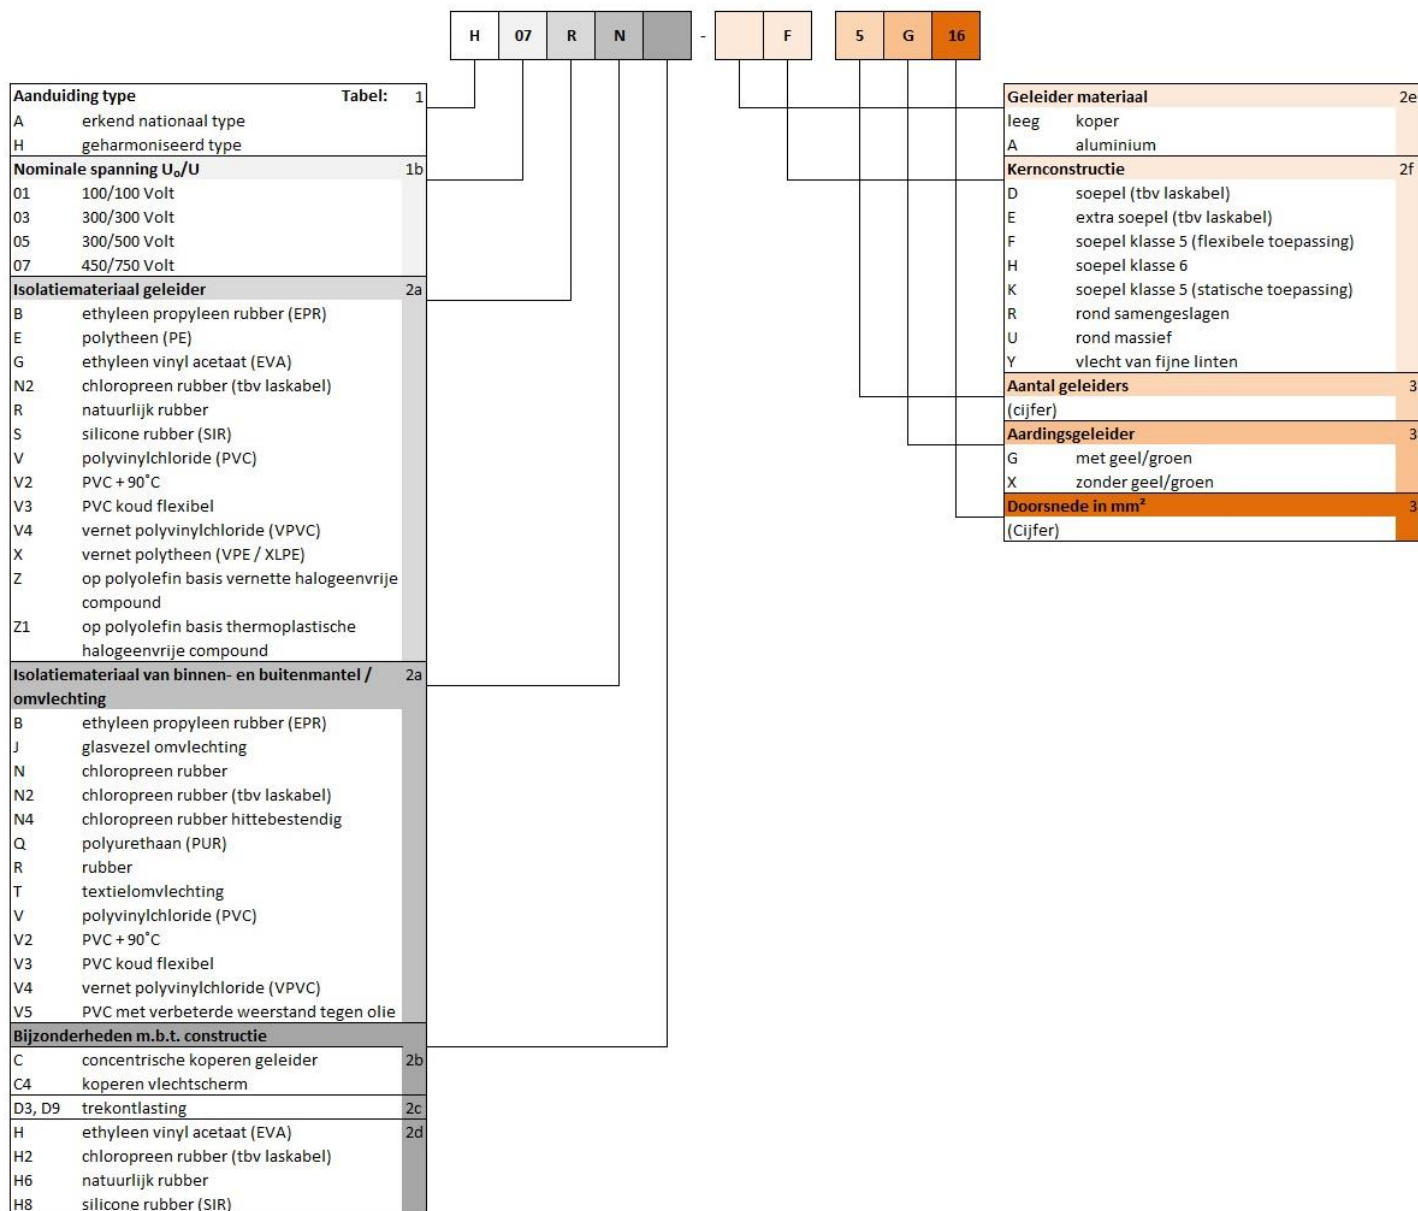 H 07 R N - F 5 G 16
Aanduiding type Tabel: 1
A erkend nationaal type
H geharmoniseerd type
Nominale spanning U₀/U 1b
01 100/100 Volt
03 300/300 Volt
05 300/500 Volt
07 450/750 Volt
Isolatiemateriaal geleider 2a
B ethyleen propyleen rubber (EPR)
E polytheen (PE)
G ethyleen vinyl acetaat (EVA)
N2 chloropreen rubber (tbv laskabel)
R natuurlijk rubber
S silicone rubber (SIR)
V polyvinylchloride (PVC)
V2 PVC + 90˚C
V3 PVC koud flexibel
V4 vernet polyvinylchloride (VPVC)
X vernet polytheen (VPE / XLPE)
Z op polyolefin basis vernette halogeenvrije
compound
Z1 op polyolefin basis thermoplastische
halogeenvrije compound
Isolatiemateriaal van binnen- en buitenmantel / 2a
omvlechting
B ethyleen propyleen rubber (EPR)
J glasvezel omvlechting
N chloropreen rubber
N2 chloropreen rubber (tbv laskabel)
N4 chloropreen rubber hittebestendig
Q polyurethaan (PUR)
R rubber
T textielomvlechting
V polyvinylchloride (PVC)
V2 PVC + 90˚C
V3 PVC koud flexibel
V4 vernet polyvinylchloride (VPVC)
V5 PVC met verbeterde weerstand tegen olie
Bijzonderheden m.b.t. constructie
C concentrische koperen geleider 2b
C4 koperen vlechtscherm
D3, D9 trekontlasting 2c
H ethyleen vinyl acetaat (EVA) 2d
H2 chloropreen rubber (tbv laskabel)
H6 natuurlijk rubber
H8 silicone rubber (SIR)
Geleider materiaal 2e
leeg koper
A aluminium
Kernconstructie 2f
D soepel (tbv laskabel)
E extra soepel (tbv laskabel)
F soepel klasse 5 (flexibele toepassing)
H soepel klasse 6
K soepel klasse 5 (statische toepassing)
R rond samengeslagen
U rond massief
Y vlecht van fijne linten
Aantal geleiders 3
(cijfer)
Aardingsgeleider 3
G met geel/groen
X zonder geel/groen
Doorsnede in mm² 3
(Cijfer)